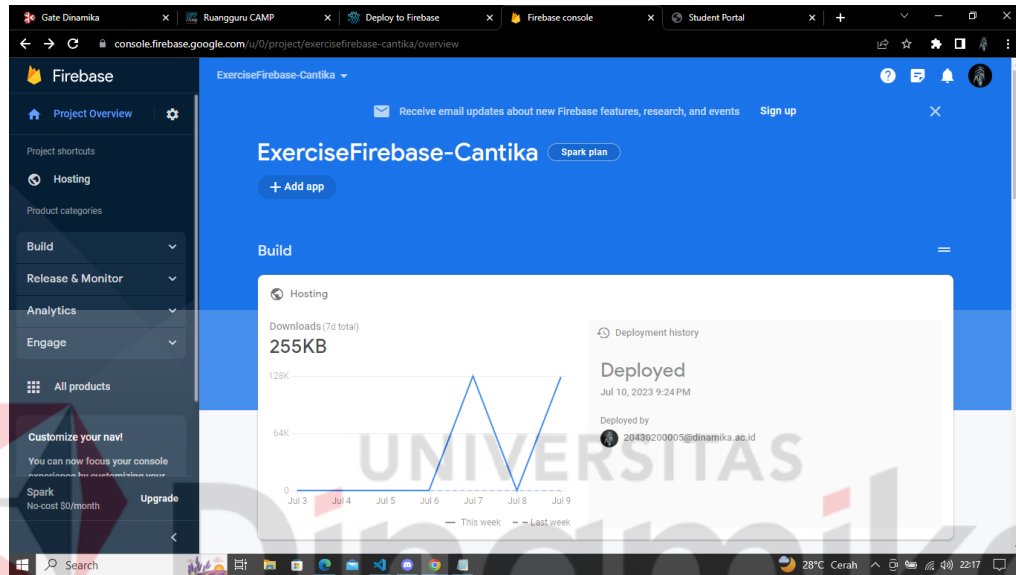 Gate Dinamika
Ruangguru CAMP
Deploy to Firebase
Firebase console
Student Portal
console.firebase.google.com/u/0/project/exercisefirebase-cantika/overview
Firebase
ExerciseFirebase-Cantika
Project Overview
Receive email updates about new Firebase features, research, and events Sign up
Project shortcuts
Hosting
Product categories
Build
Release & Monitor
Analytics
Engage
All products
Customize your nav!
You can now focus your console
experience by customizing your
Spark
No-cost $0/month
Upgrade
ExerciseFirebase-Cantika Spark plan
+ Add app
Build
Hosting
Downloads (7d total)
255KB
128K
64K
0
Jul 3 Jul 4 Jul 5 Jul 6 Jul 7 Jul 8 Jul 9
This week Last week
Deployment history
Deployed
Jul 10, 2023 9:24 PM
Deployed by
20430200005@dinamika.ac.id
UNIVERSITAS
Dinamika
Search
28°C Cerah
22:17